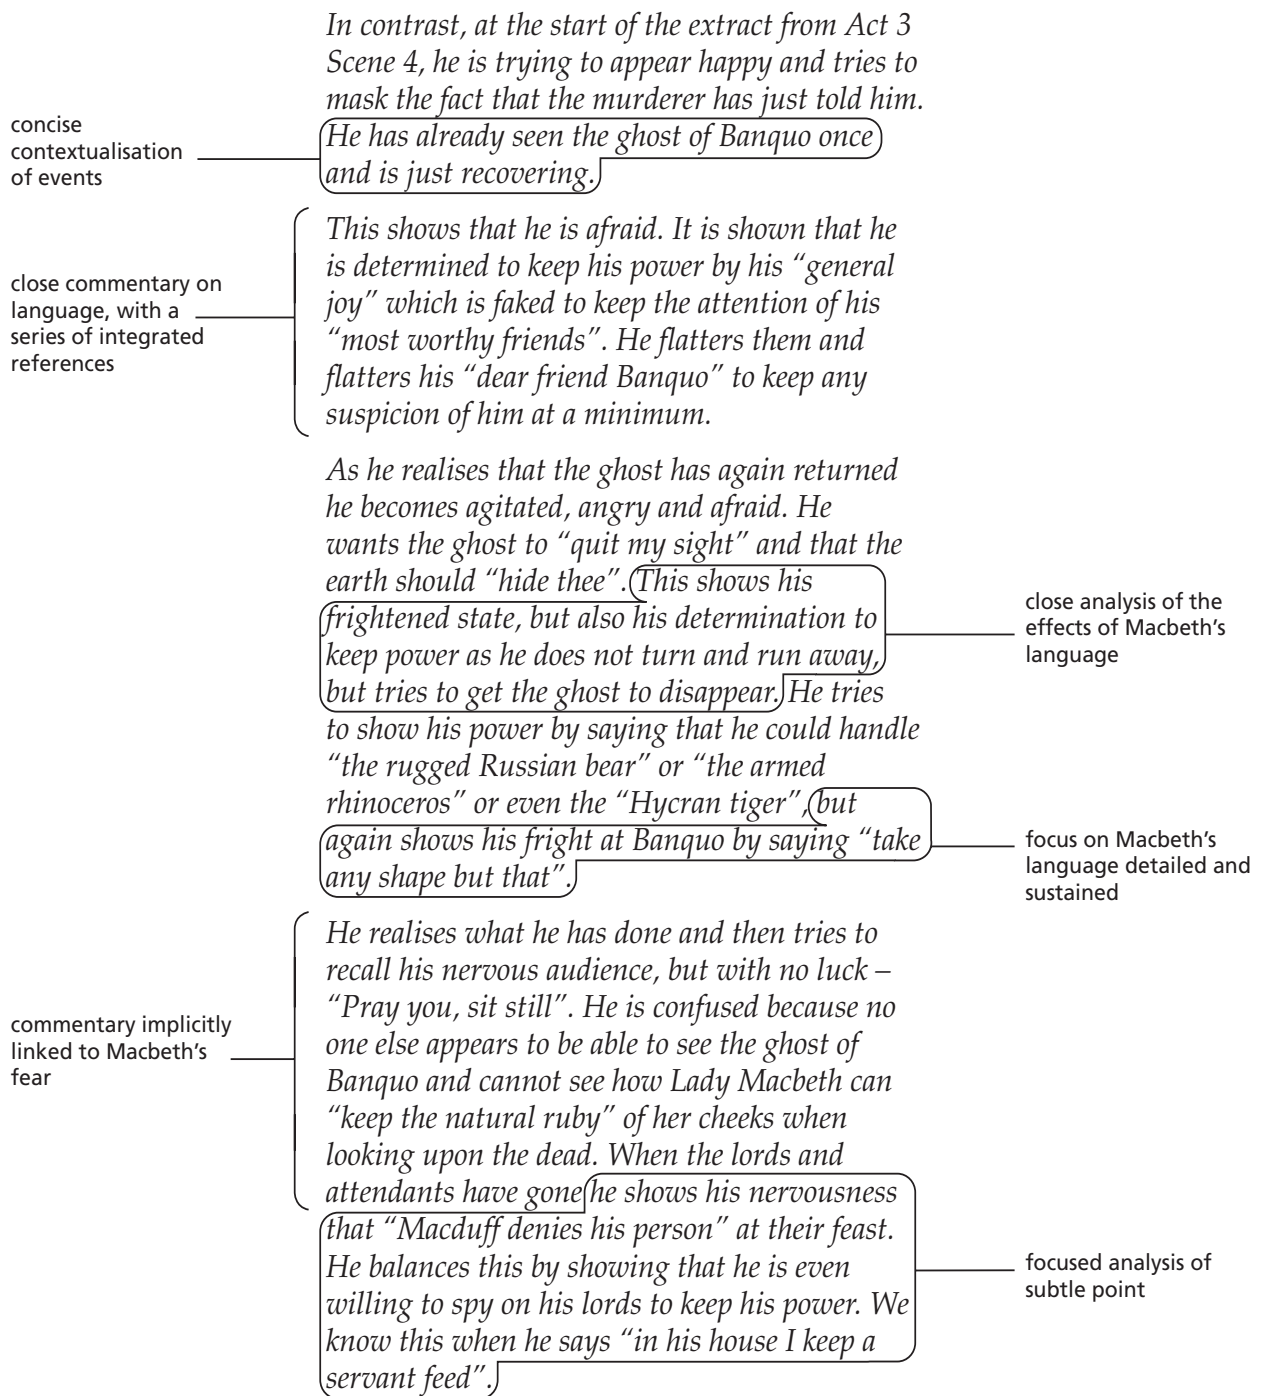 In contrast, at the start of the extract from Act 3
Scene 4, he is trying to appear happy and tries to
mask the fact that the murderer has just told him.
He has already seen the ghost of Banquo once
and is just recovering.
concise
contextualisation
of events
This shows that he is afraid. It is shown that he
is determined to keep his power by his “general
joy” which is faked to keep the attention of his
“most worthy friends”. He flatters them and
flatters his “dear friend Banquo” to keep any
suspicion of him at a minimum.
close commentary on
language, with a
series of integrated
references
As he realises that the ghost has again returned
he becomes agitated, angry and afraid. He
wants the ghost to “quit my sight” and that the
earth should “hide thee”. This shows his
frightened state, but also his determination to
keep power as he does not turn and run away,
but tries to get the ghost to disappear. He tries
to show his power by saying that he could handle
“the rugged Russian bear” or “the armed
rhinoceros” or even the “Hycran tiger”, but
again shows his fright at Banquo by saying “take
any shape but that”.
close analysis of the
effects of Macbeth’s
language
focus on Macbeth’s
language detailed and
sustained
He realises what he has done and then tries to
recall his nervous audience, but with no luck –
“Pray you, sit still”. He is confused because no
one else appears to be able to see the ghost of
Banquo and cannot see how Lady Macbeth can
“keep the natural ruby” of her cheeks when
looking upon the dead. When the lords and
attendants have gone he shows his nervousness
that “Macduff denies his person” at their feast.
He balances this by showing that he is even
willing to spy on his lords to keep his power. We
know this when he says “in his house I keep a
servant feed”.
commentary implicitly
linked to Macbeth’s
fear
focused analysis of
subtle point